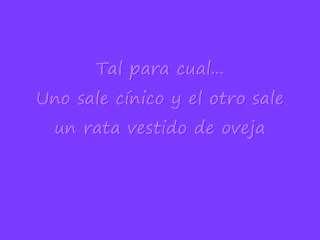 Tal para cual...
Uno sale cínico y el otro sale
un rata vestido de oveja